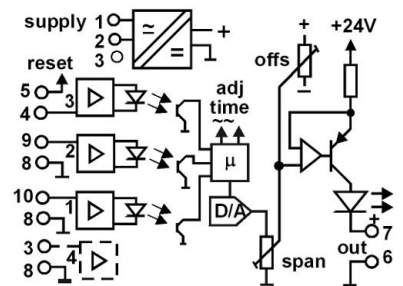 supply 1
2
3
≃
=
+
+
+24V
offs
−
reset
5
4
3
adj
time
~~
9
8
2
μ
10
8
1
D/A
3
8
4
span
+
7
out
6